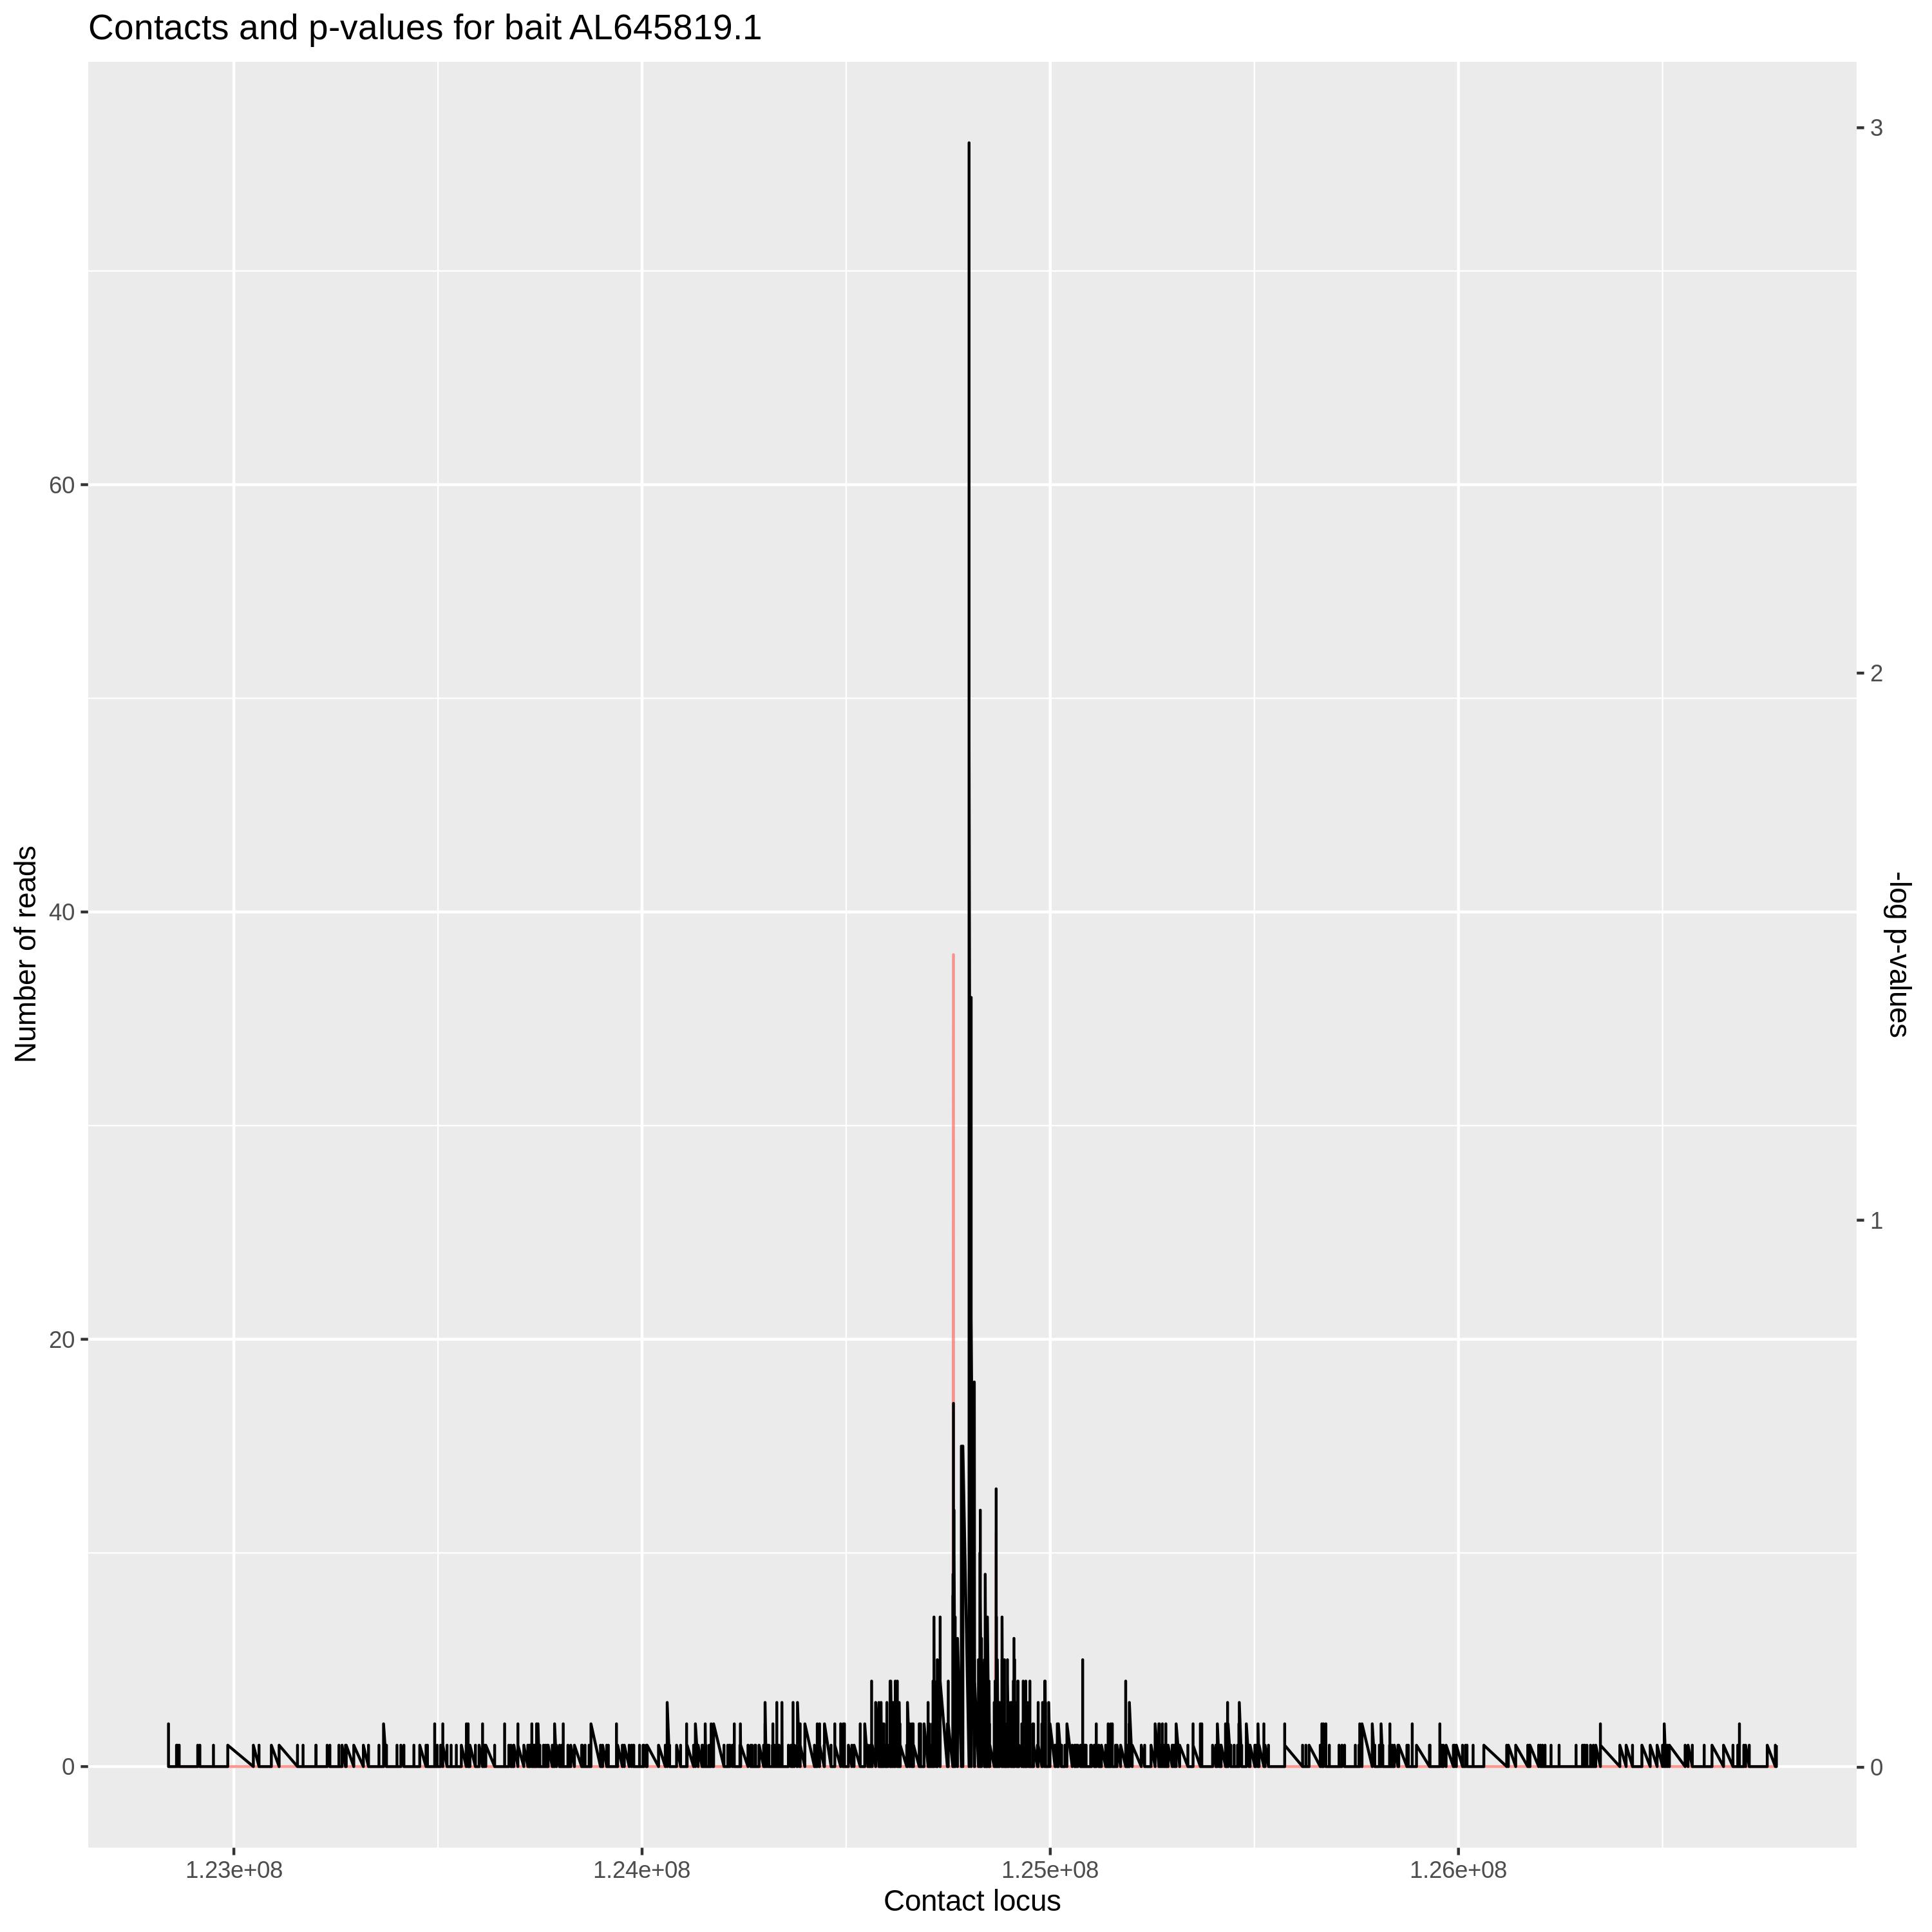 Contacts and p-values for bait AL645819.1
3
60
2
Number of reads
40
-log p-values
1
20
0
0
1.23e+08
1.24e+08
1.25e+08
1.26e+08
Contact locus